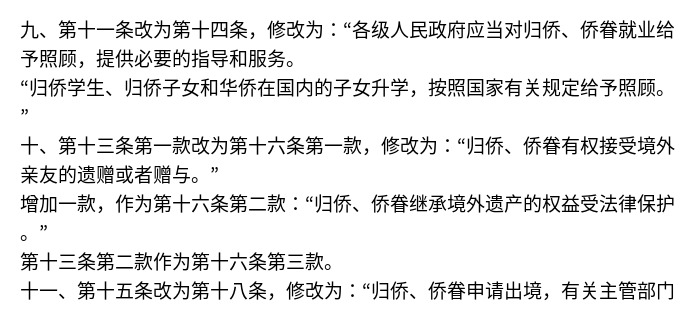 九、第十一条改为第十四条，修改为：“各级人民政府应当对归侨、侨眷就业给
予照顾，提供必要的指导和服务。
“归侨学生、归侨子女和华侨在国内的子女升学，按照国家有关规定给予照顾。
”
十、第十三条第一款改为第十六条第一款，修改为：“归侨、侨眷有权接受境外
亲友的遗赠或者赠与。”
增加一款，作为第十六条第二款：“归侨、侨眷继承境外遗产的权益受法律保护
。”
第十三条第二款作为第十六条第三款。
十一、第十五条改为第十八条，修改为：“归侨、侨眷申请出境，有关主管部门